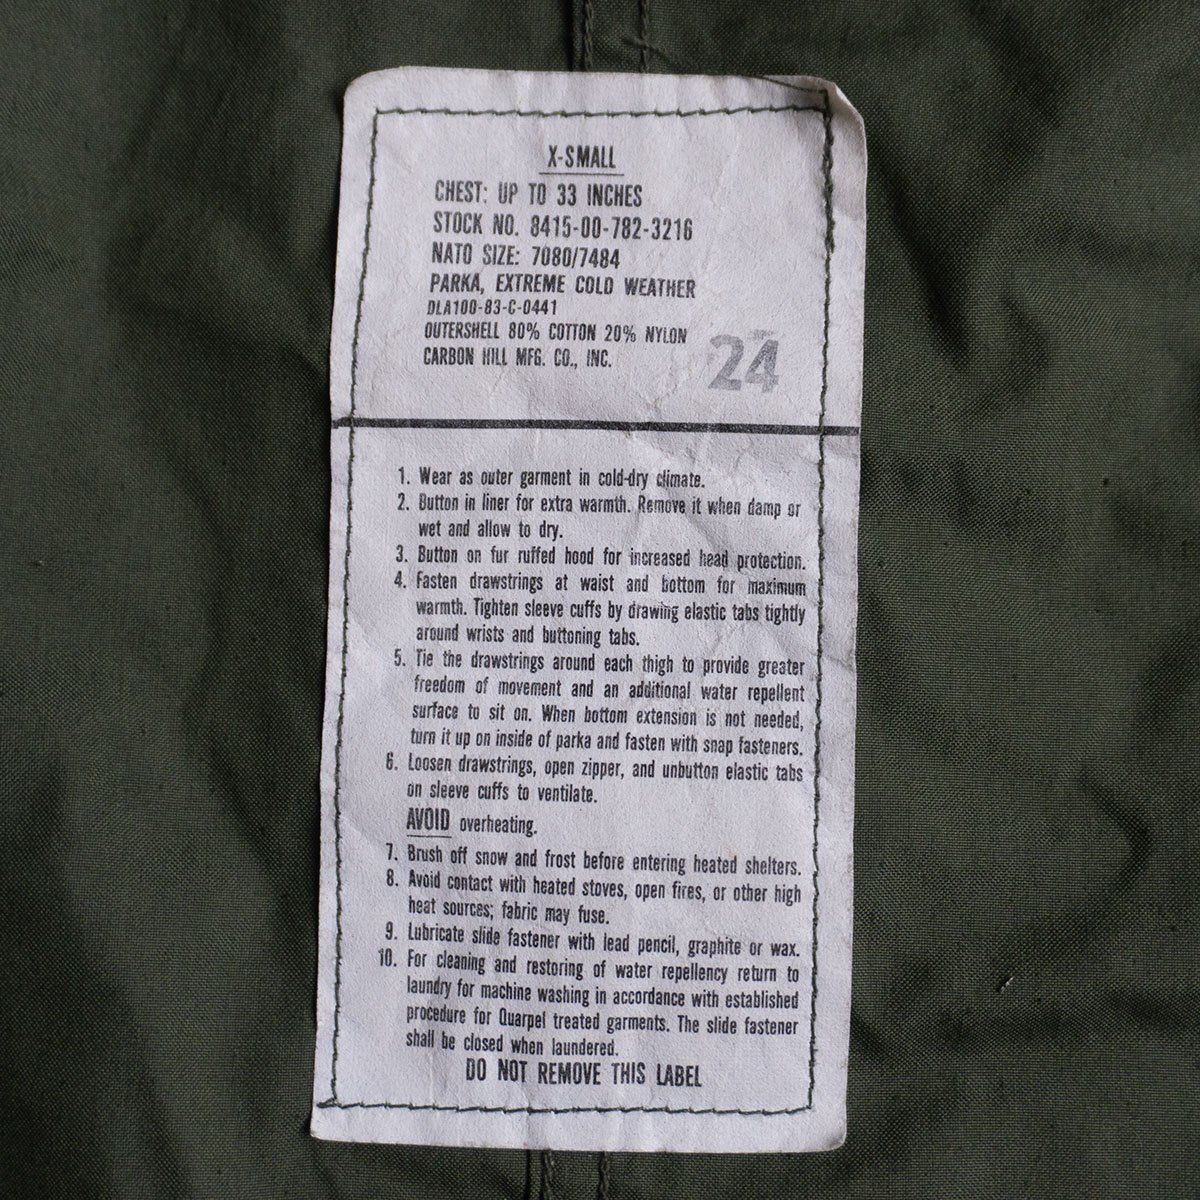 X-SMALL
CHEST: UP TO 33 INCHES
STOCK NO. 8415-00-782-3216
NATO SIZE: 7080/7484
PARKA, EXTREME COLD WEATHER
DLA100-83-C-0441
OUTERSHELL 80% COTTON 20% NYLON
CARBON HILL MFG. CO., INC.
24
1. Wear as outer garment in cold-dry climate.
2. Button in liner for extra warmth. Remove it when damp or
wet and allow to dry.
3. Button on fur ruffed hood for increased head protection.
4. Fasten drawstrings at waist and bottom for maximum
warmth. Tighten sleeve cuffs by drawing elastic tabs tightly
around wrists and buttoning tabs.
5. Tie the drawstrings around each thigh to provide greater
freedom of movement and an additional water repellent
surface to sit on. When bottom extension is not needed,
turn it up on inside of parka and fasten with snap fasteners.
6. Loosen drawstrings, open zipper, and unbutton elastic tabs
on sleeve cuffs to ventilate.
AVOID overheating.
7. Brush off snow and frost before entering heated shelters.
8. Avoid contact with heated stoves, open fires, or other high
heat sources; fabric may fuse.
9. Lubricate slide fastener with lead pencil, graphite or wax.
10. For cleaning and restoring of water repellency return to
laundry for machine washing in accordance with established
procedure for Quarpel treated garments. The slide fastener
shall be closed when laundered.
DO NOT REMOVE THIS LABEL